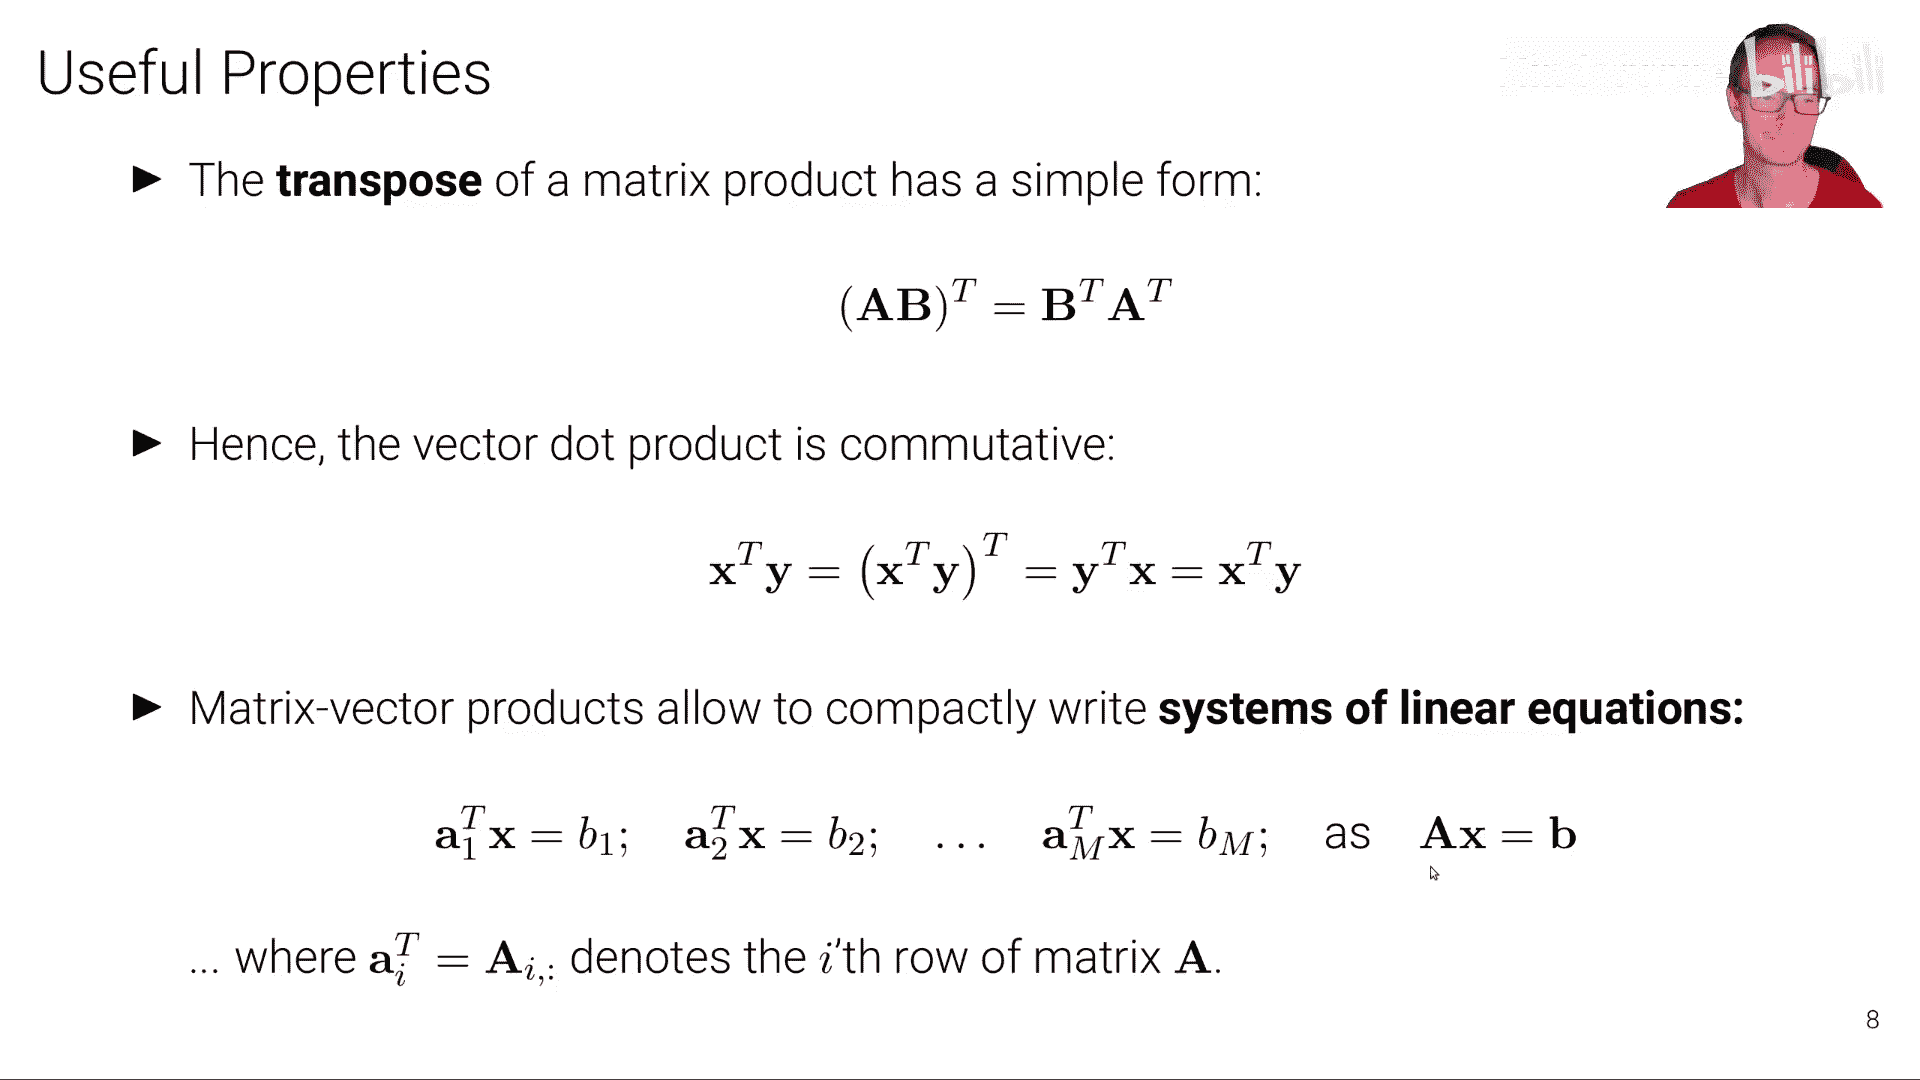 Useful Properties
bilibili
▶ The transpose of a matrix product has a simple form:
(AB)^T = B^T A^T
▶ Hence, the vector dot product is commutative:
x^T y = (x^T y)^T = y^T x = x^T y
▶ Matrix-vector products allow to compactly write systems of linear equations:
a_1^T x = b_1; a_2^T x = b_2; ... a_M^T x = b_M; as Ax = b
... where a_i^T = A_{i,:} denotes the i'th row of matrix A.
8